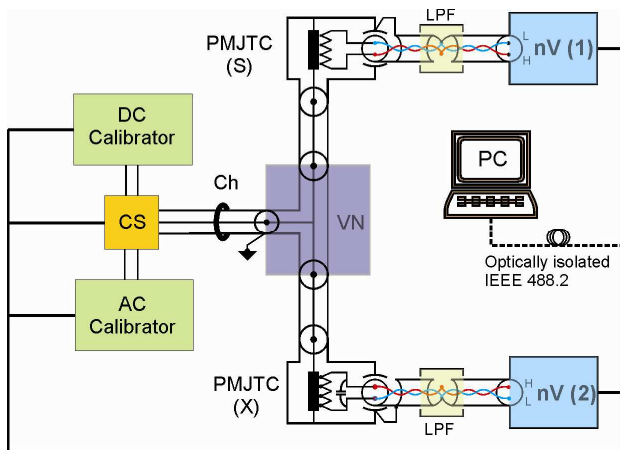 LPF
PMJTC
(S)
L
H
nV (1)
DC
Calibrator
PC
Ch
CS
VN
Optically isolated
IEEE 488.2
AC
Calibrator
PMJTC
(X)
H
L
nV (2)
LPF